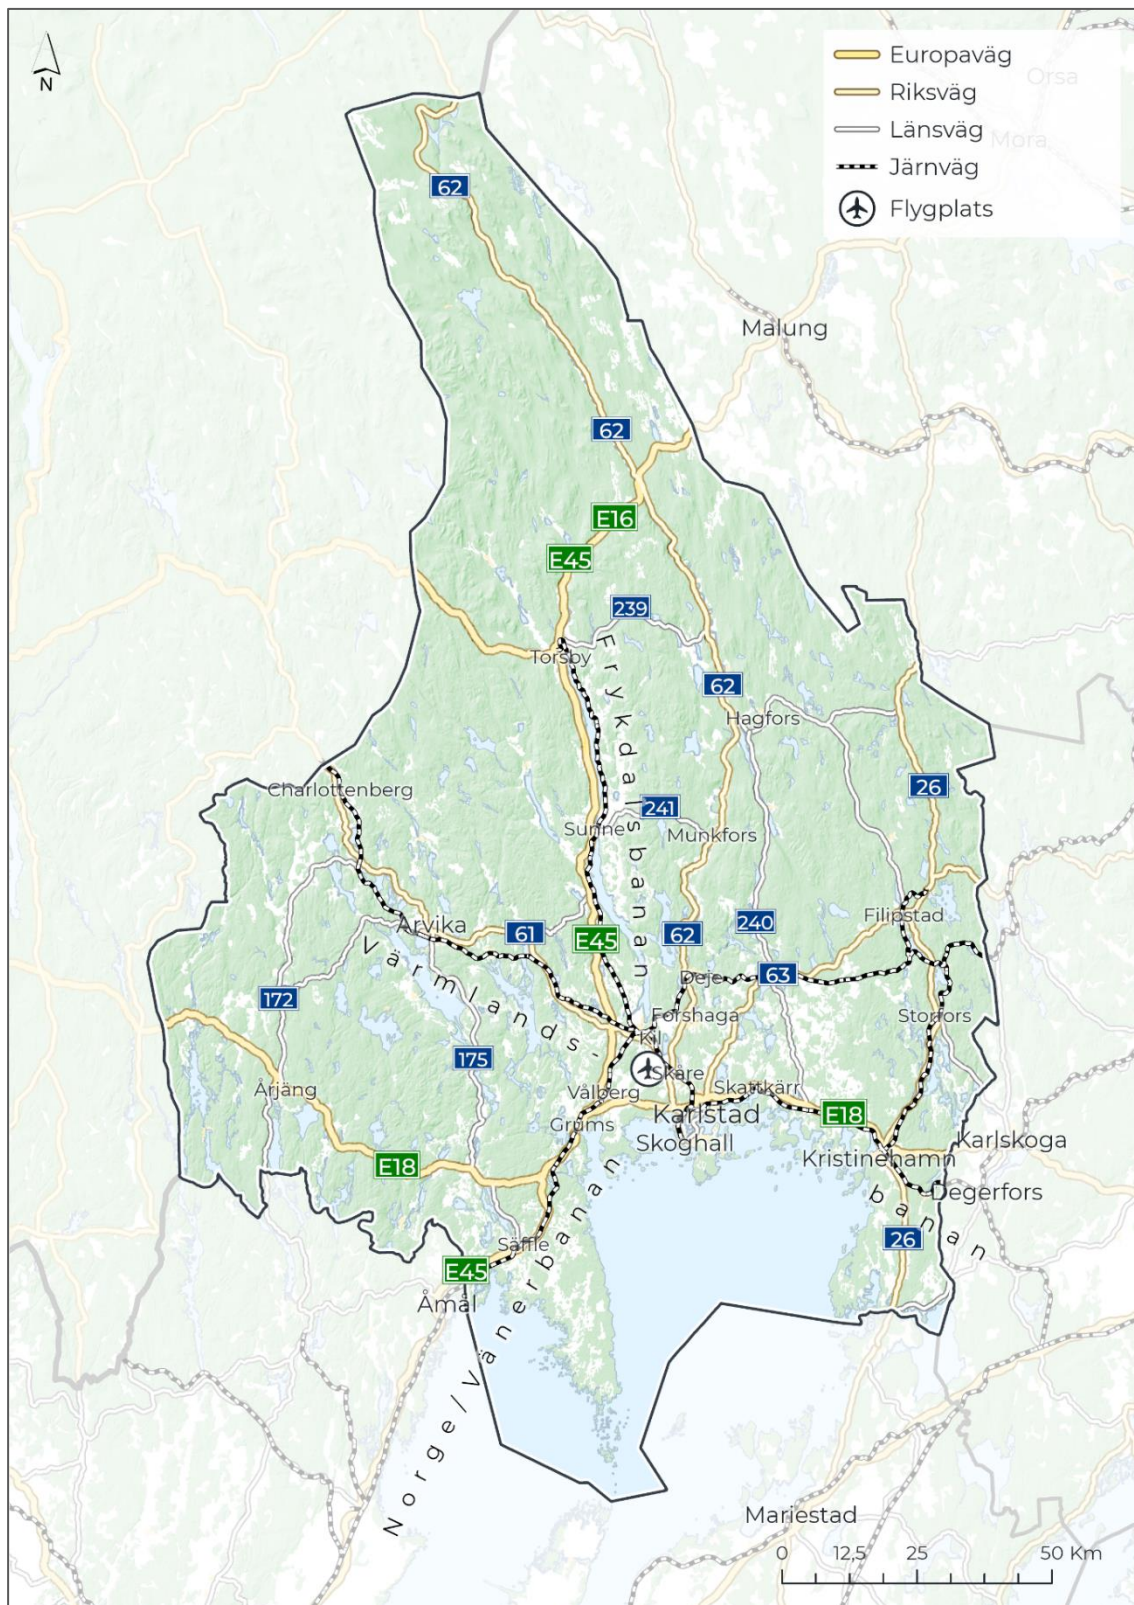 N
Europaväg
Riksväg
Länsväg
Järnväg
Flygplats
Orsa
Mora
62
Malung
62
E16
E45
239
Torsby
Frykdalsbanan
62
Hagfors
Charlottenberg
26
241
Sunne
Munkfors
Filipstad
Arvika
61
E45
62
240
Värmlands-
Deje
63
172
Forshaga
Storfors
Kil
175
Skåre
Årjäng
Vålberg
Skattkärr
Grums
Karlstad
E18
Skoghall
Karlskoga
Kristinehamn
E18
Degerfors
banan
26
Säffle
E45
Åmål
Norge/Vänerbanan
Mariestad
0 12,5 25 50 Km